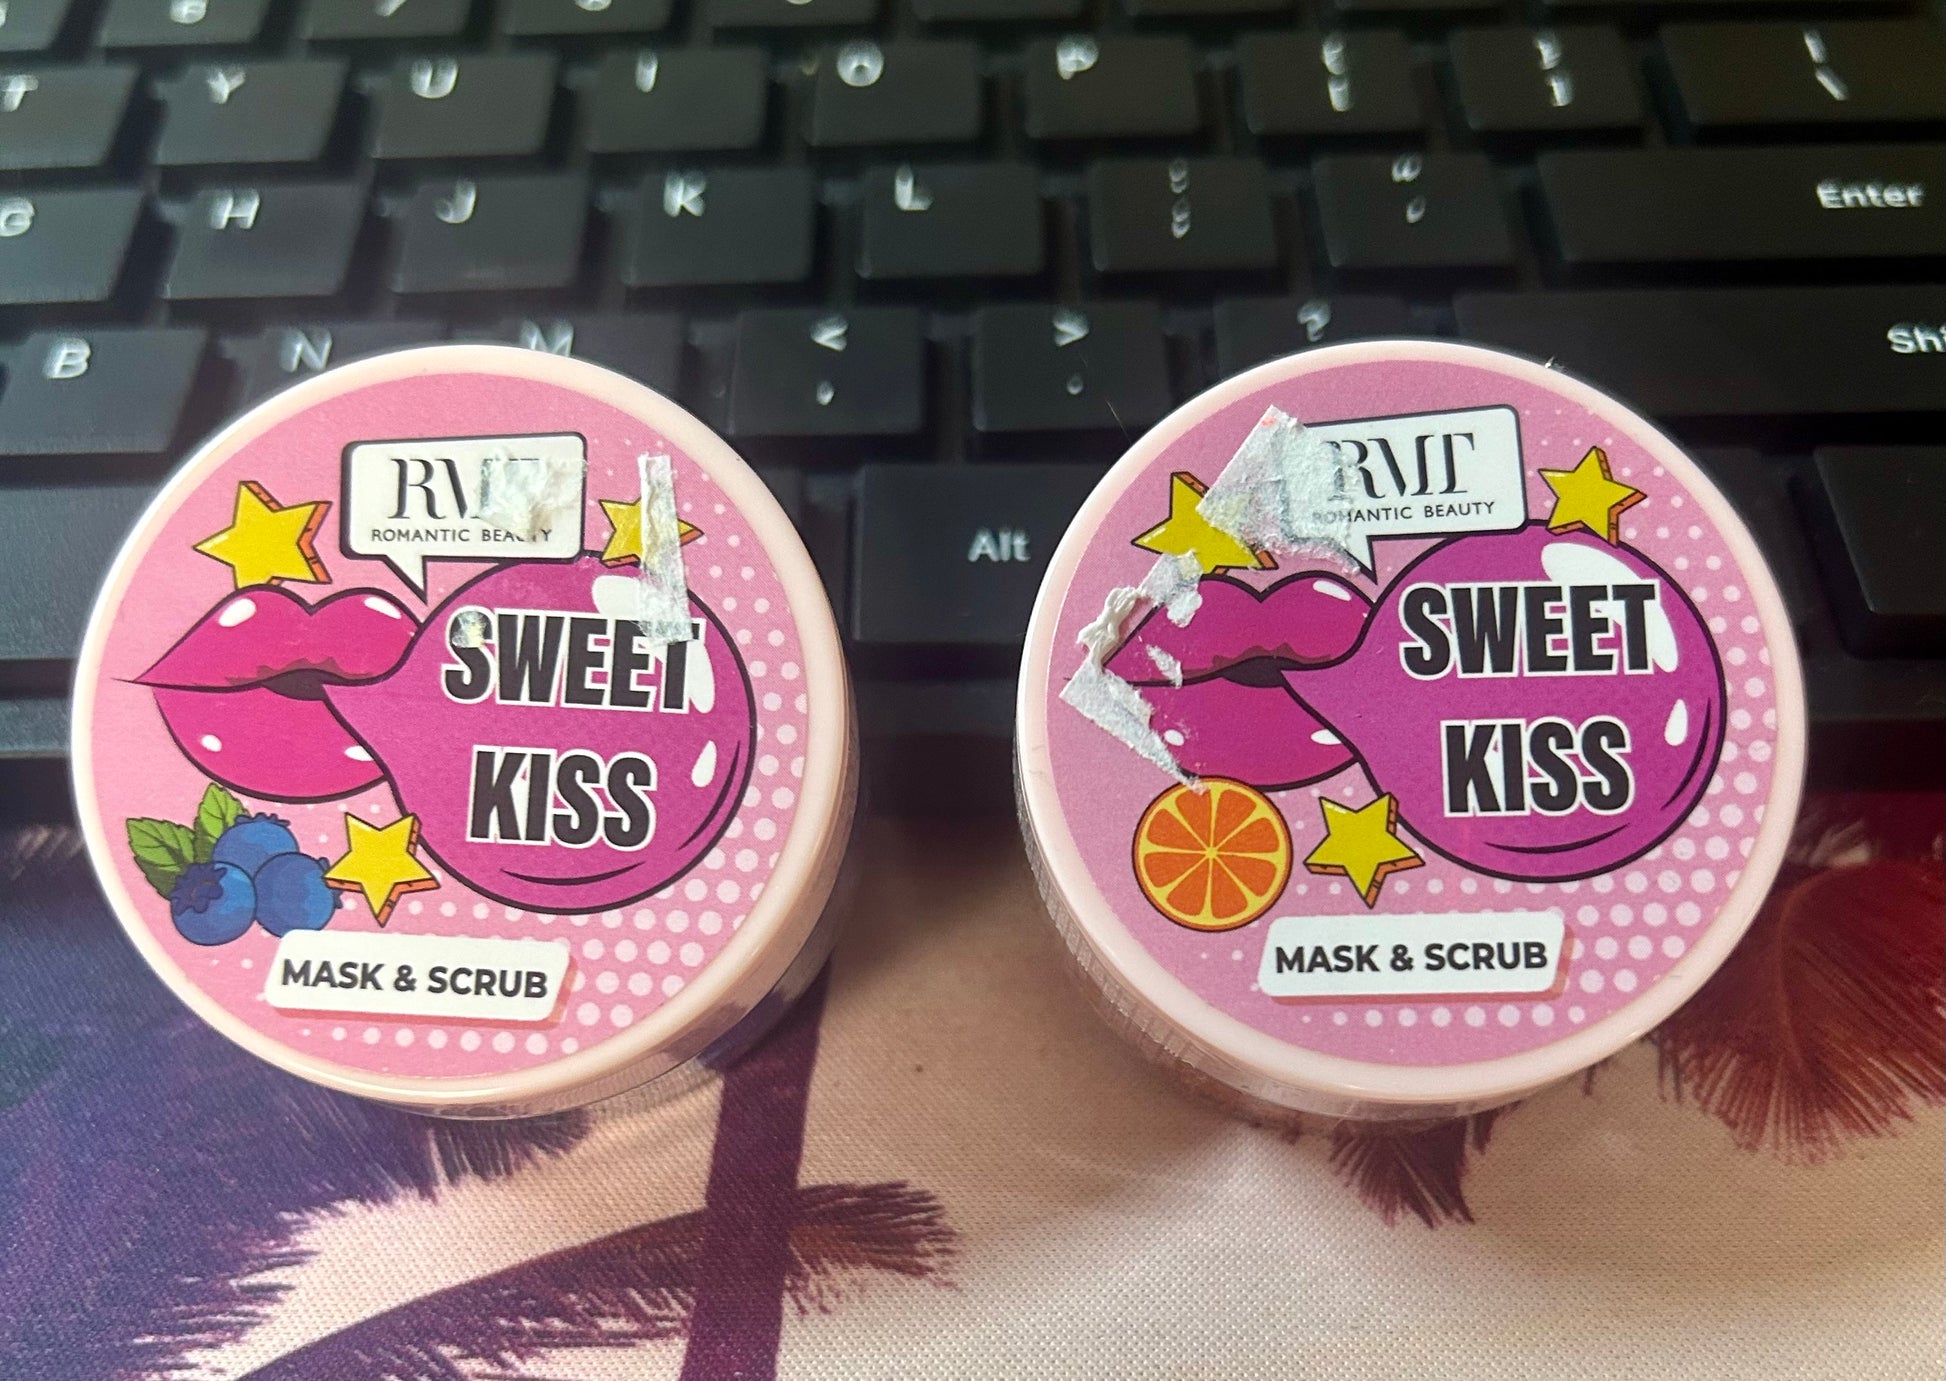 T Y U I O P
G H J K L Enter
B N M < > ?
,
Alt
RMT
ROMANTIC BEAUTY
SWEET
KISS
MASK & SCRUB
RMT
ROMANTIC BEAUTY
SWEET
KISS
MASK & SCRUB